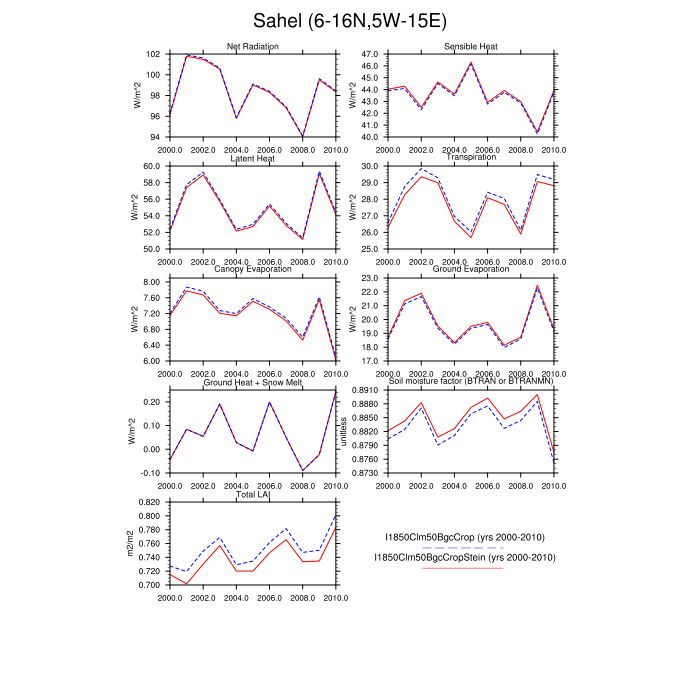 Sahel (6-16N,5W-15E)
Net Radiation
W/m^2
102
100
98
96
94
2000.0 2002.0 2004.0 2006.0 2008.0 2010.0
Sensible Heat
W/m^2
47.0
46.0
45.0
44.0
43.0
42.0
41.0
40.0
2000.0 2002.0 2004.0 2006.0 2008.0 2010.0
Latent Heat
W/m^2
60.0
58.0
56.0
54.0
52.0
50.0
2000.0 2002.0 2004.0 2006.0 2008.0 2010.0
Transpiration
W/m^2
30.0
29.0
28.0
27.0
26.0
25.0
2000.0 2002.0 2004.0 2006.0 2008.0 2010.0
Canopy Evaporation
W/m^2
8.00
7.60
7.20
6.80
6.40
6.00
2000.0 2002.0 2004.0 2006.0 2008.0 2010.0
Ground Evaporation
W/m^2
23.0
22.0
21.0
20.0
19.0
18.0
17.0
2000.0 2002.0 2004.0 2006.0 2008.0 2010.0
Ground Heat + Snow Melt
W/m^2
0.20
0.10
0.00
-0.10
2000.0 2002.0 2004.0 2006.0 2008.0 2010.0
Soil moisture factor (BTRAN or BTRANMN)
unitless
0.8910
0.8880
0.8850
0.8820
0.8790
0.8760
0.8730
2000.0 2002.0 2004.0 2006.0 2008.0 2010.0
Total LAI
m2/m2
0.820
0.800
0.780
0.760
0.740
0.720
0.700
2000.0 2002.0 2004.0 2006.0 2008.0 2010.0
I1850Clm50BgcCrop (yrs 2000-2010)
I1850Clm50BgcCropStein (yrs 2000-2010)